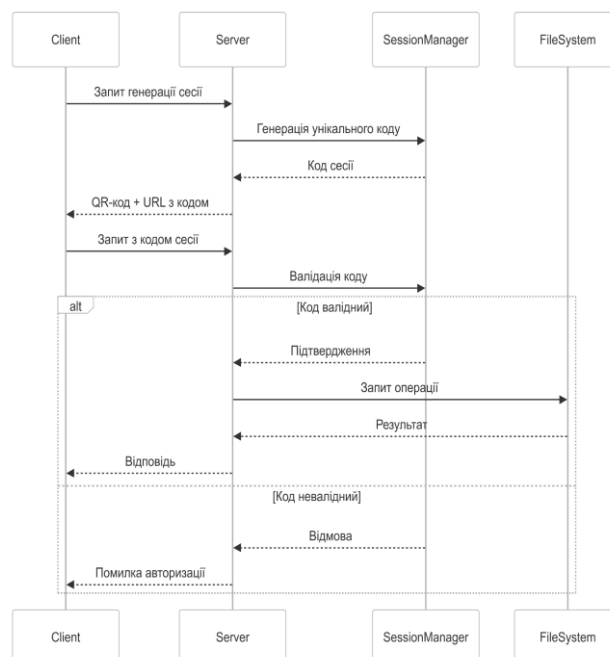 Client
Server
SessionManager
FileSystem
Запит генерації сесії
Генерація унікального коду
Код сесії
QR-код + URL з кодом
Запит з кодом сесії
Валідація коду
alt
[Код валідний]
Підтвердження
Запит операції
Результат
Відповідь
[Код невалідний]
Відмова
Помилка авторизації
Client
Server
SessionManager
FileSystem